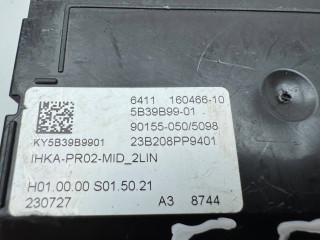 6411 160466-10
5B39B99-01
90155-050/5098
KY5B39B9901 23B208PP9401
IHKA-PR02-MID_2LIN
H01.00.00 S01.50.21
230727 A3 8744